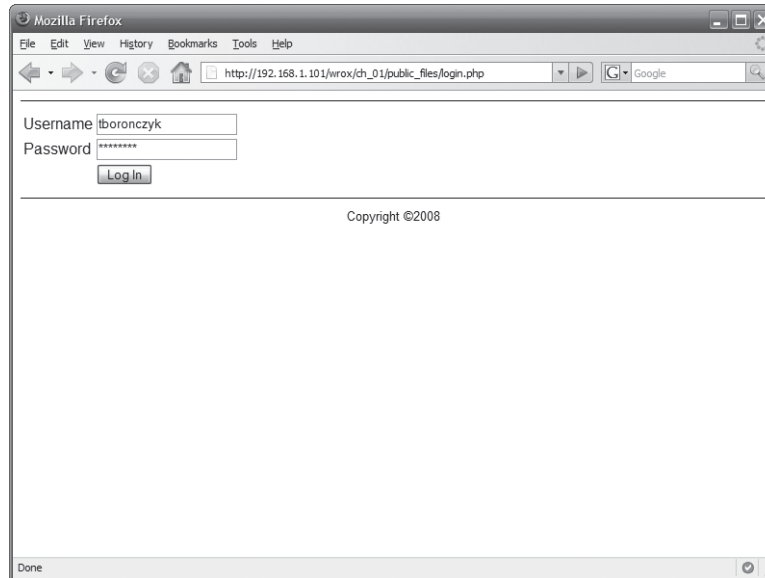 Mozilla Firefox
File Edit View History Bookmarks Tools Help
http://192.168.1.101/wrox/ch_01/public_files/login.php
G Google
Username tboronczyk
Password ********
Log In
Copyright ©2008
Done